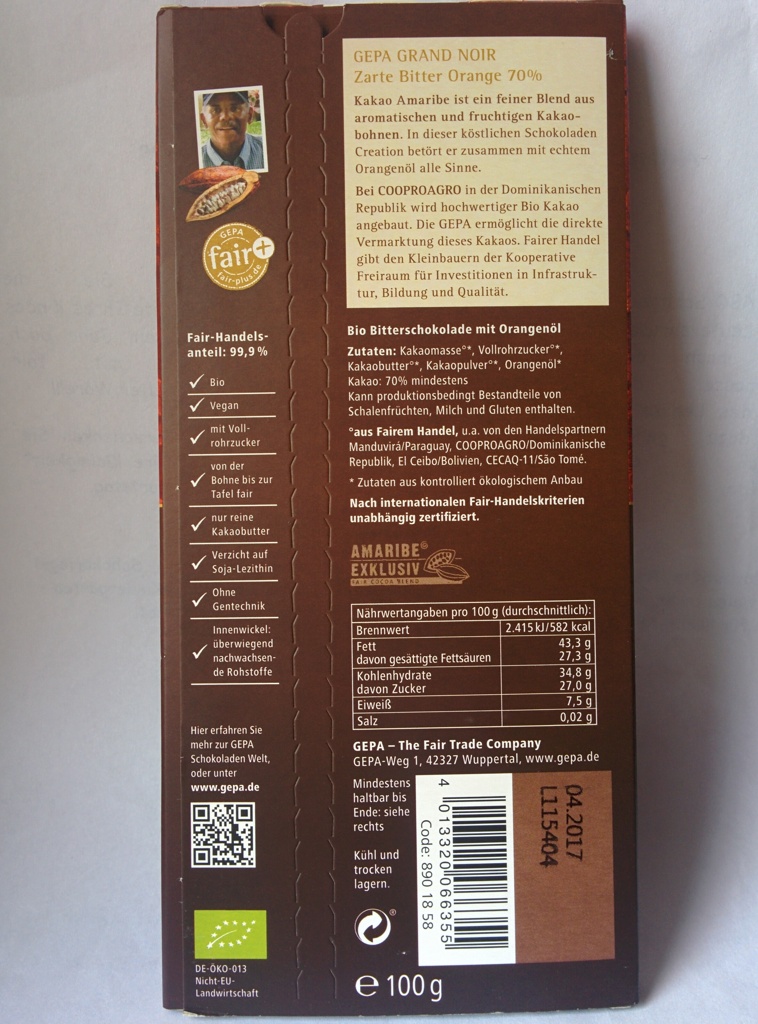 GEPA GRAND NOIR
Zarte Bitter Orange 70%
Kakao Amaribe ist ein feiner Blend aus
aromatischen und fruchtigen Kakao-
bohnen. In dieser köstlichen Schokoladen
Creation betört er zusammen mit echtem
Orangenöl alle Sinne.
Bei COOPROAGRO in der Dominikanischen
Republik wird hochwertiger Bio Kakao
angebaut. Die GEPA ermöglicht die direkte
Vermarktung dieses Kakaos. Fairer Handel
gibt den Kleinbauern der Kooperative
Freiraum für Investitionen in Infrastruk-
tur, Bildung und Qualität.
GEPA
fair+
fair-plus.de
Fair-Handels-
anteil: 99,9 %
Bio
Vegan
mit Voll-
rohrzucker
von der
Bohne bis zur
Tafel fair
nur reine
Kakaobutter
Verzicht auf
Soja-Lezithin
Ohne
Gentechnik
Innenwickel:
überwiegend
nachwachsen-
de Rohstoffe
Hier erfahren Sie
mehr zur GEPA
Schokoladen Welt,
oder unter
www.gepa.de
DE-ÖKO-013
Nicht-EU-
Landwirtschaft
Bio Bitterschokolade mit Orangenöl
Zutaten: Kakaomasse°*, Vollrohrzucker°*,
Kakaobutter°*, Kakaopulver°*, Orangenöl*
Kakao: 70% mindestens
Kann produktionsbedingt Bestandteile von
Schalenfrüchten, Milch und Gluten enthalten.
°aus Fairem Handel, u.a. von den Handelspartnern
Manduvirá/Paraguay, COOPROAGRO/Dominikanische
Republik, El Ceibo/Bolivien, CECAQ-11/São Tomé.
* Zutaten aus kontrolliert ökologischem Anbau
Nach internationalen Fair-Handelskriterien
unabhängig zertifiziert.
AMARIBE®
EXKLUSIV
FAIR COCOA BLEND
Nährwertangaben pro 100 g (durchschnittlich):
Brennwert 2.415 kJ/582 kcal
Fett 43,3 g
davon gesättigte Fettsäuren 27,3 g
Kohlenhydrate 34,8 g
davon Zucker 27,0 g
Eiweiß 7,5 g
Salz 0,02 g
GEPA – The Fair Trade Company
GEPA-Weg 1, 42327 Wuppertal, www.gepa.de
Mindestens
haltbar bis
Ende: siehe
rechts
Kühl und
trocken
lagern.
®
4 013320 066355
Code: 890 18 58
04.2017
L115404
e 100 g